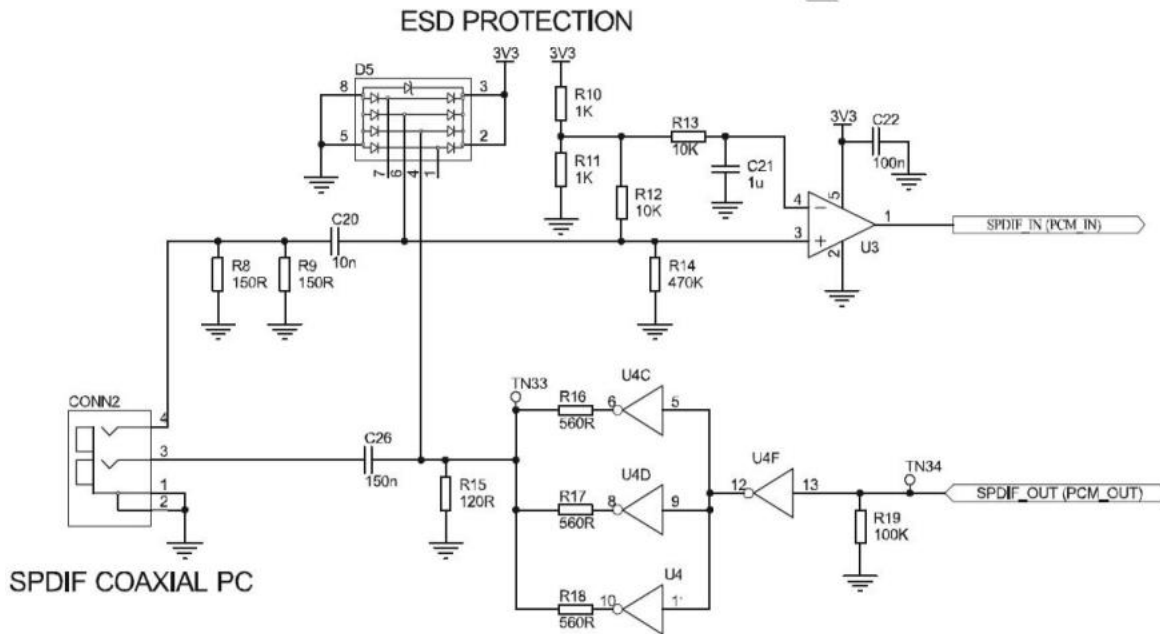 ESD PROTECTION
3V3
3V3
D5
8
3
5
2
7
6
4
1
R10
1K
R11
1K
R13
10K
C21
1u
R12
10K
3V3
C22
100n
5
4
3
1
2
U3
SPDIF_IN (PCM_IN)
C20
10n
R8
150R
R9
150R
R14
470K
CONN2
4
3
1
2
C26
150n
R15
120R
TN33
R16
560R
6
5
U4C
R17
560R
8
9
U4D
R18
560R
10
U4
U4F
12
13
TN34
R19
100K
SPDIF_OUT (PCM_OUT)
SPDIF COAXIAL PC